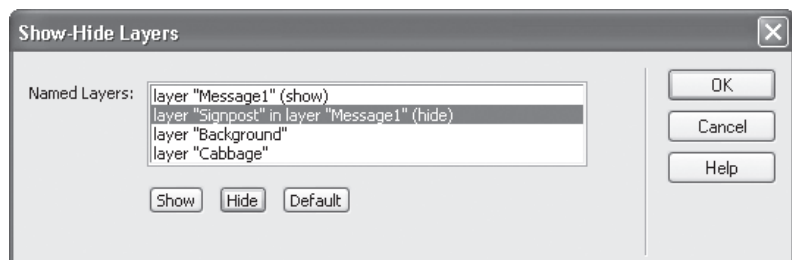 Show-Hide Layers
Named Layers:
layer "Message1" (show)
layer "Signpost" in layer "Message1" (hide)
layer "Background"
layer "Cabbage"
Show Hide Default
OK
Cancel
Help